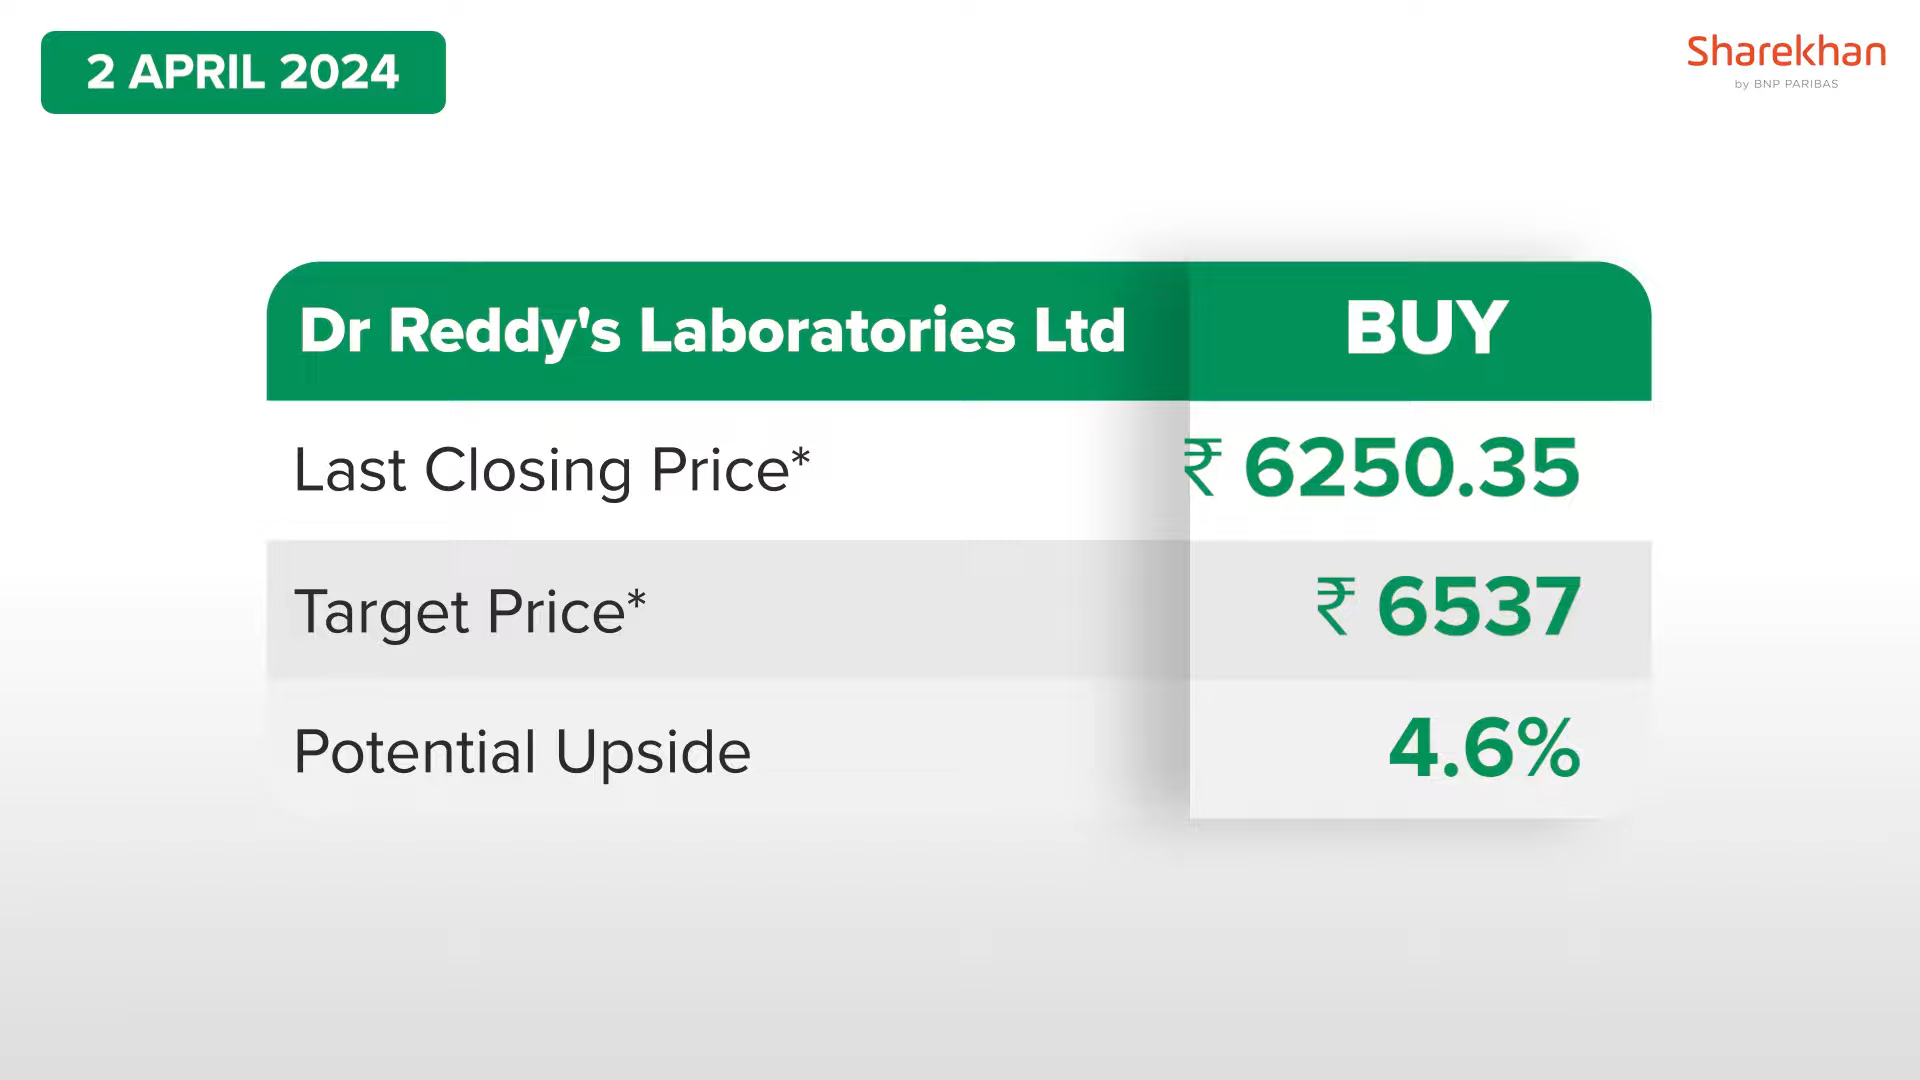 2 APRIL 2024
Sharekhan
by BNP PARIBAS
Dr Reddy's Laboratories Ltd BUY
Last Closing Price* ₹ 6250.35
Target Price* ₹ 6537
Potential Upside 4.6%